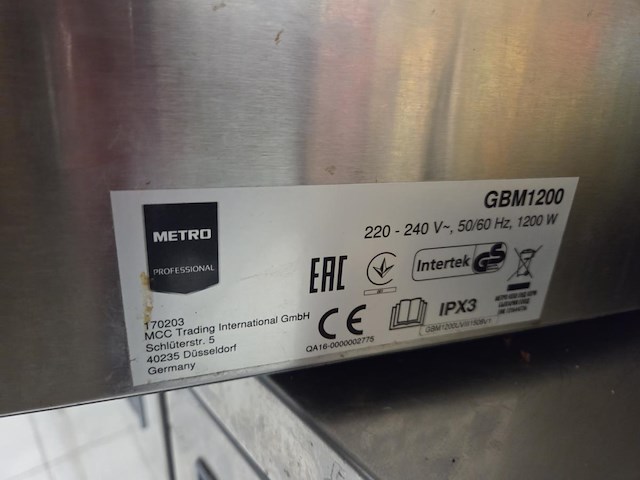 GBM1200
220 - 240 V~, 50/60 Hz, 1200 W
METRO
PROFESSIONAL
EAC
Intertek GS
CE
IPX3
QA16-0000002775
170203
MCC Trading International GmbH
Schlüterstr. 5
40235 Düsseldorf
Germany